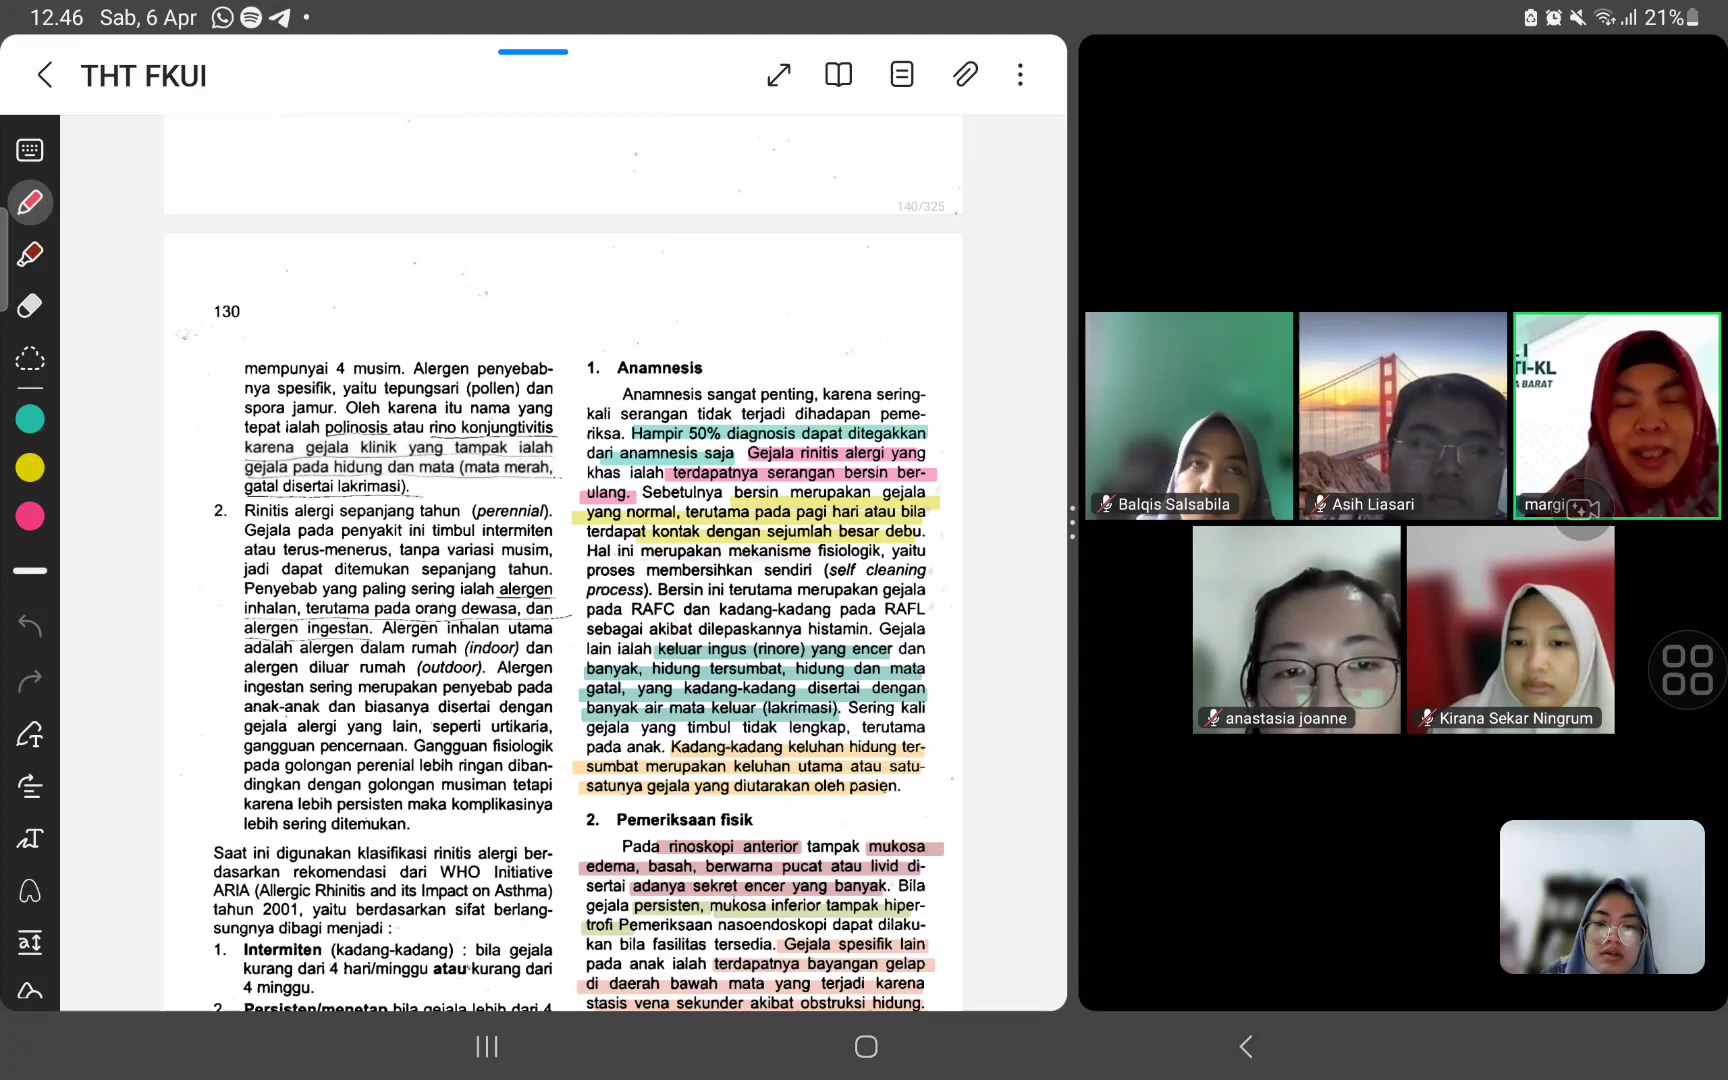 12.46 Sab, 6 Apr
21%
THT FKUI
140/325
130
mempunyai 4 musim. Alergen penyebab-
nya spesifik, yaitu tepungsari (pollen) dan
spora jamur. Oleh karena itu nama yang
tepat ialah polinosis atau rino konjungtivitis
karena gejala klinik yang tampak ialah
gejala pada hidung dan mata (mata merah,
gatal disertai lakrimasi).
2. Rinitis alergi sepanjang tahun (perennial).
Gejala pada penyakit ini timbul intermiten
atau terus-menerus, tanpa variasi musim,
jadi dapat ditemukan sepanjang tahun.
Penyebab yang paling sering ialah alergen
inhalan, terutama pada orang dewasa, dan
alergen ingestan. Alergen inhalan utama
adalah alergen dalam rumah (indoor) dan
alergen diluar rumah (outdoor). Alergen
ingestan sering merupakan penyebab pada
anak-anak dan biasanya disertai dengan
gejala alergi yang lain, seperti urtikaria,
gangguan pencernaan. Gangguan fisiologik
pada golongan perenial lebih ringan diban-
dingkan dengan golongan musiman tetapi
karena lebih persisten maka komplikasinya
lebih sering ditemukan.
Saat ini digunakan klasifikasi rinitis alergi ber-
dasarkan rekomendasi dari WHO Initiative
ARIA (Allergic Rhinitis and its Impact on Asthma)
tahun 2001, yaitu berdasarkan sifat berlang-
sungnya dibagi menjadi :
1. Intermiten (kadang-kadang) : bila gejala
kurang dari 4 hari/minggu atau kurang dari
4 minggu.
2. Persisten/menetap bila gejala lebih dari 4
1. Anamnesis
Anamnesis sangat penting, karena sering-
kali serangan tidak terjadi dihadapan peme-
riksa. Hampir 50% diagnosis dapat ditegakkan
dari anamnesis saja Gejala rinitis alergi yang
khas ialah terdapatnya serangan bersin ber-
ulang. Sebetulnya bersin merupakan gejala
yang normal, terutama pada pagi hari atau bila
terdapat kontak dengan sejumlah besar debu.
Hal ini merupakan mekanisme fisiologik, yaitu
proses membersihkan sendiri (self cleaning
process). Bersin ini terutama merupakan gejala
pada RAFC dan kadang-kadang pada RAFL
sebagai akibat dilepaskannya histamin. Gejala
lain ialah keluar ingus (rinore) yang encer dan
banyak, hidung tersumbat, hidung dan mata
gatal, yang kadang-kadang disertai dengan
banyak air mata keluar (lakrimasi). Sering kali
gejala yang timbul tidak lengkap, terutama
pada anak. Kadang-kadang keluhan hidung ter-
sumbat merupakan keluhan utama atau satu-
satunya gejala yang diutarakan oleh pasien.
2. Pemeriksaan fisik
Pada rinoskopi anterior tampak mukosa
edema, basah, berwarna pucat atau livid di-
sertai adanya sekret encer yang banyak. Bila
gejala persisten, mukosa inferior tampak hiper-
trofi Pemeriksaan nasoendoskopi dapat dilaku-
kan bila fasilitas tersedia. Gejala spesifik lain
pada anak ialah terdapatnya bayangan gelap
di daerah bawah mata yang terjadi karena
stasis vena sekunder akibat obstruksi hidung.
TI-KL
A BARAT
Balqis Salsabila
Asih Liasari
margi
anastasia joanne
Kirana Sekar Ningrum